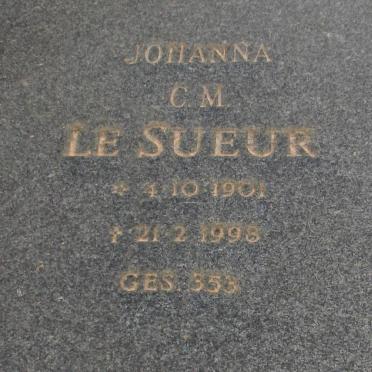 JOHANNA
C M
LE SUEUR
* 4 10 1901
† 21 2 1998
GES. 353